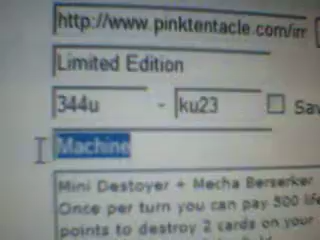 http://www.pinktentacle.com/im
Limited Edition
344u - ku23 Sav
Machine
Mini Destoyer + Mecha Berserker
Once per turn you can pay 500 life
points to destroy 2 cards on your